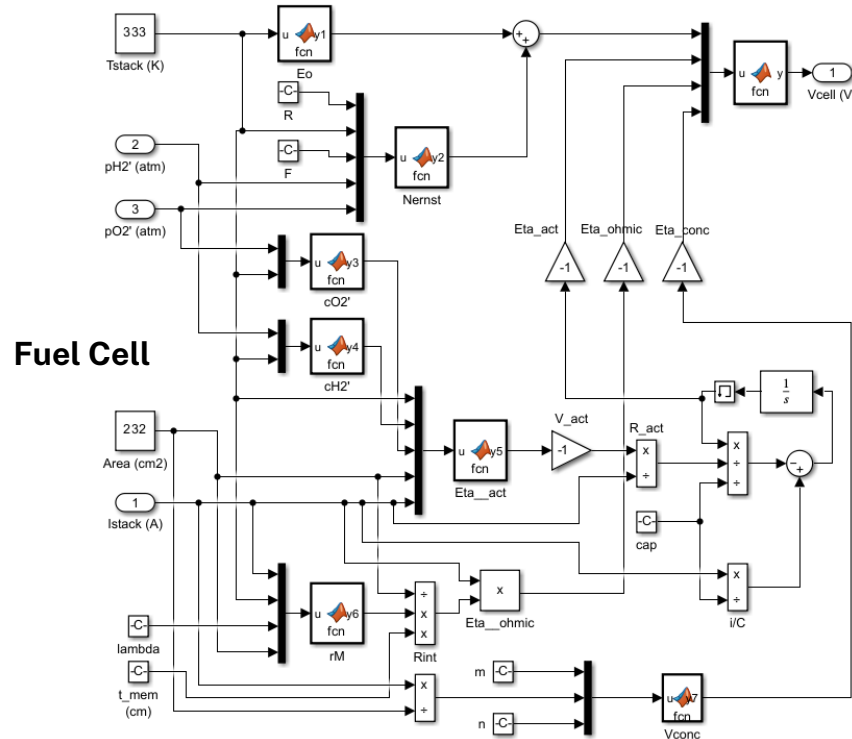 333
Tstack (K)
u
y1
fcn
Eo
+
+
-C-
R
-C-
F
2
pH2' (atm)
3
pO2' (atm)
u
y2
fcn
Nernst
u
y
fcn
1
Vcell (V
u
y3
fcn
cO2'
u
y4
fcn
cH2'
Eta_act
Eta_ohmic
Eta_conc
-1
-1
-1
Fuel Cell
232
Area (cm2)
1
Istack (A)
u
y5
fcn
Eta__act
V_act
-1
R_act
x
÷
x
÷
÷
1
s
−
+
-C-
cap
x
÷
i/C
-C-
lambda
-C-
t_mem
(cm)
u
y6
fcn
rM
÷
x
x
Rint
x
Eta__ohmic
x
÷
m
-C-
n
-C-
u
y7
fcn
Vconc